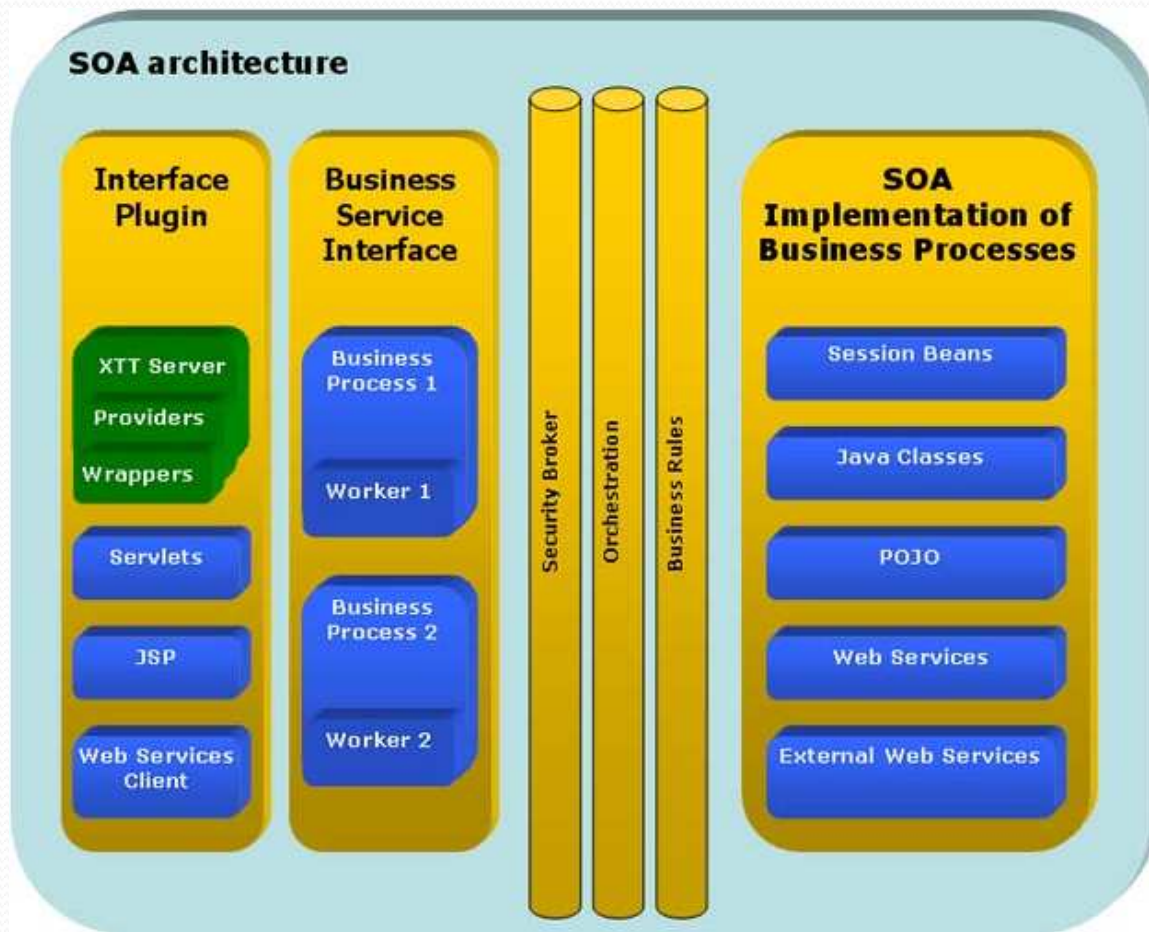 SOA architecture
Interface
Plugin
XTT Server
Providers
Wrappers
Servlets
JSP
Web Services
Client
Business
Service
Interface
Business
Process 1
Worker 1
Business
Process 2
Worker 2
Security Broker
Orchestration
Business Rules
SOA
Implementation of
Business Processes
Session Beans
Java Classes
POJO
Web Services
External Web Services